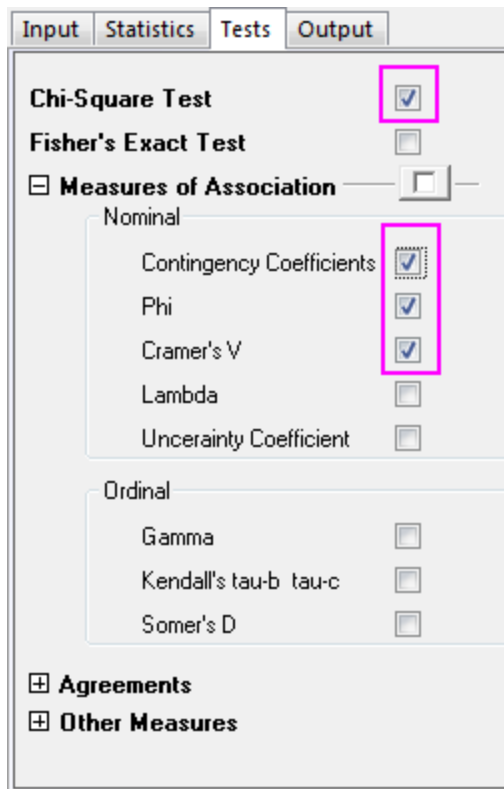 Input Statistics Tests Output
Chi-Square Test
Fisher's Exact Test
Measures of Association
Nominal
Contingency Coefficients
Phi
Cramer's V
Lambda
Uncerainty Coefficient
Ordinal
Gamma
Kendall's tau-b tau-c
Somer's D
Agreements
Other Measures